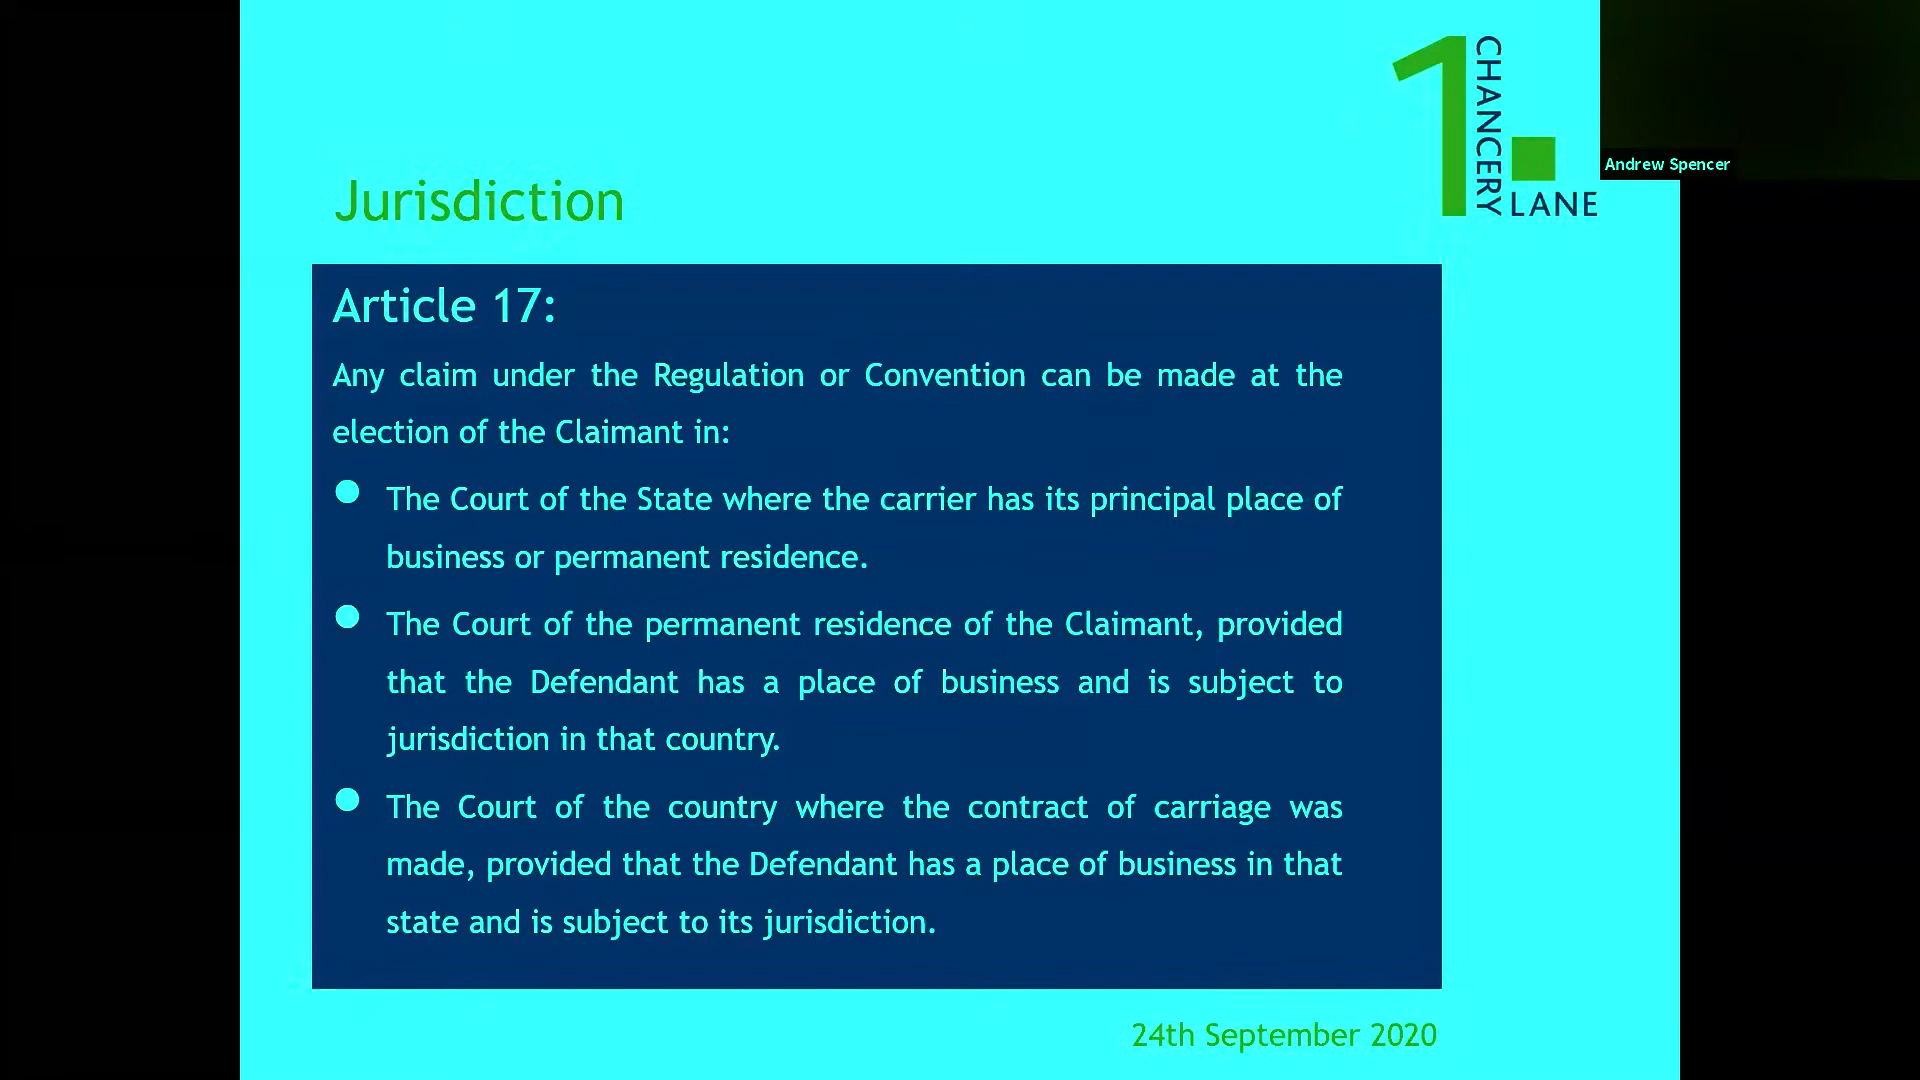 1
CHANCERY
LANE
Andrew Spencer
Jurisdiction
Article 17:
Any claim under the Regulation or Convention can be made at the
election of the Claimant in:
The Court of the State where the carrier has its principal place of
business or permanent residence.
The Court of the permanent residence of the Claimant, provided
that the Defendant has a place of business and is subject to
jurisdiction in that country.
The Court of the country where the contract of carriage was
made, provided that the Defendant has a place of business in that
state and is subject to its jurisdiction.
24th September 2020